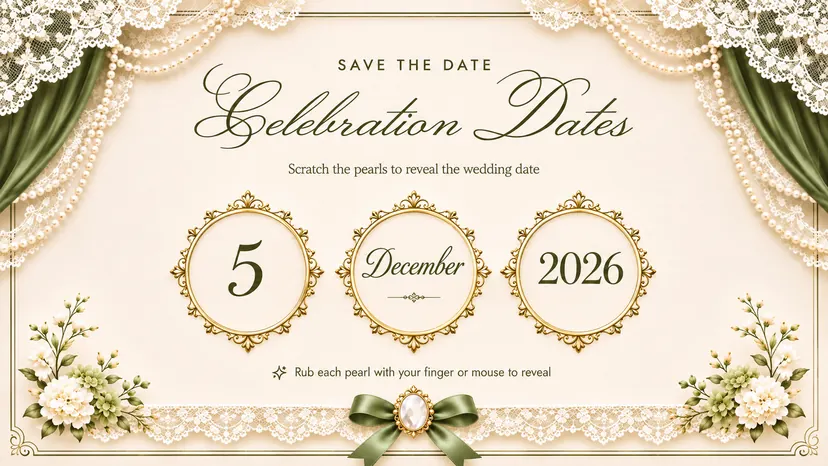 SAVE THE DATE
Celebration Dates
Scratch the pearls to reveal the wedding date
5
December
2026
Rub each pearl with your finger or mouse to reveal